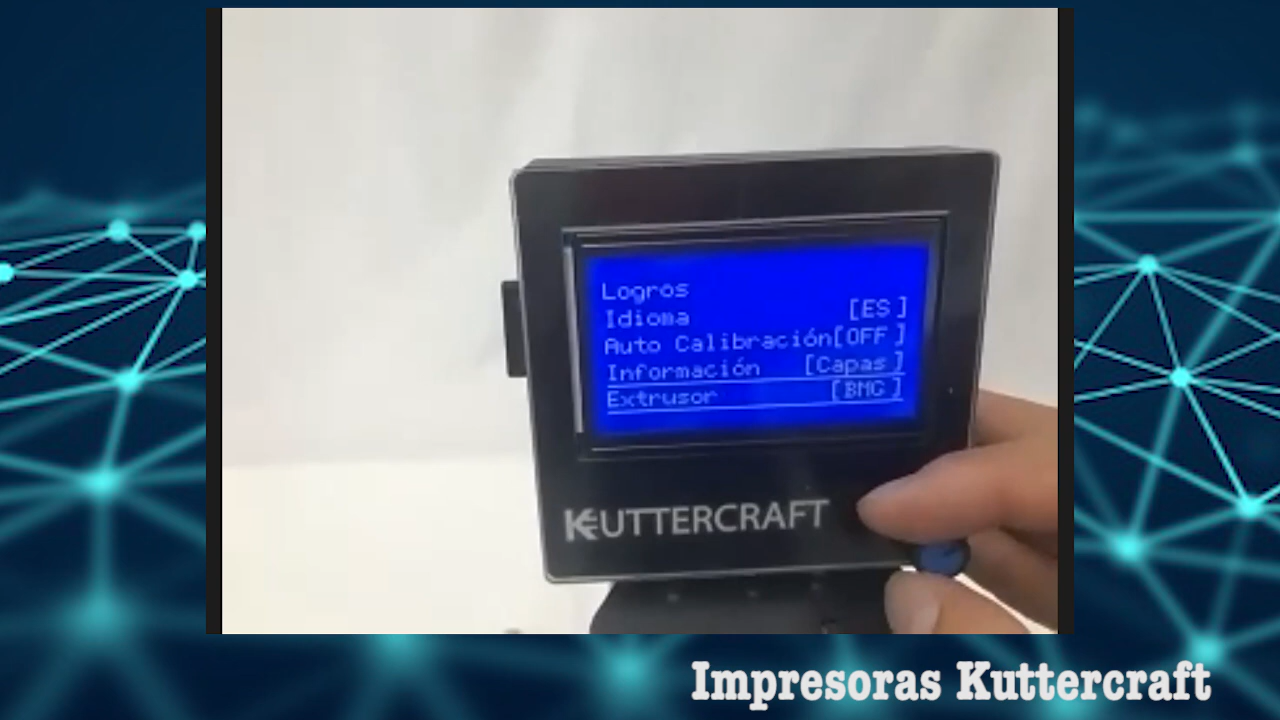 Logros
Idioma [ES ]
Auto Calibración[OFF ]
Información [Capas ]
Extrusor [BMG ]
KUTTERCRAFT
Impresoras Kuttercraft